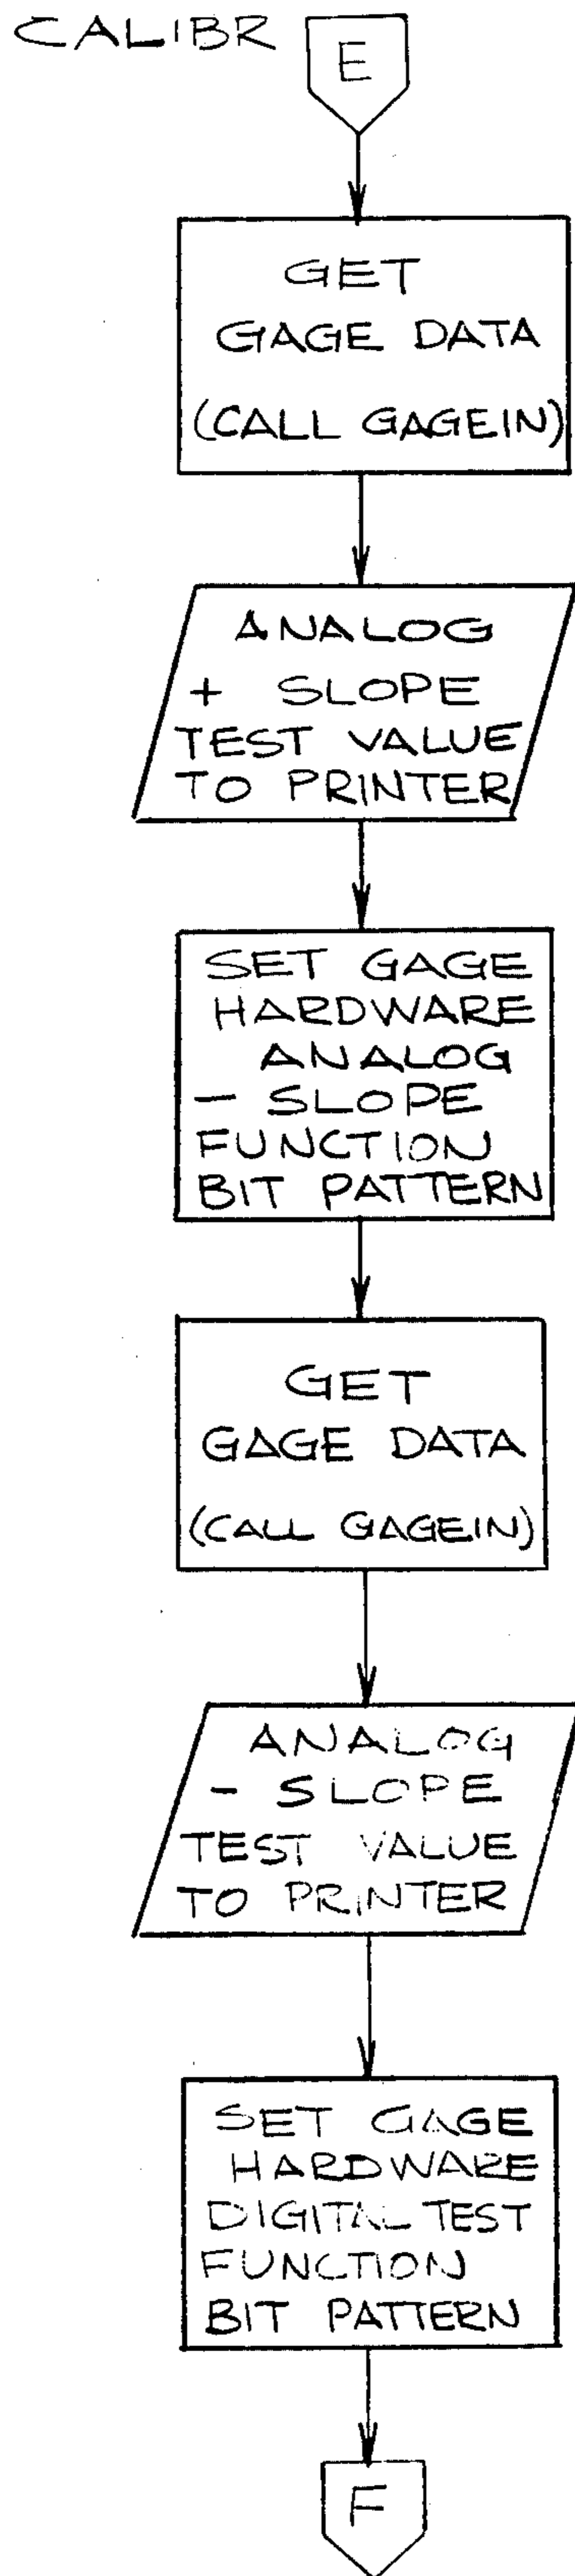 CALIBR E
GET
GAGE DATA
(CALL GAGEIN)
ANALOG
+ SLOPE
TEST VALUE
TO PRINTER
SET GAGE
HARDWARE
ANALOG
- SLOPE
FUNCTION
BIT PATTERN
GET
GAGE DATA
(CALL GAGEIN)
ANALOG
- SLOPE
TEST VALUE
TO PRINTER
SET GAGE
HARDWARE
DIGITAL TEST
FUNCTION
BIT PATTERN
F